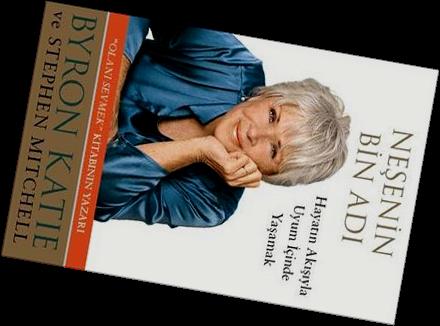 NEŞENİN
BİN ADI
Hayatın Akışıyla
Uyum İçinde
Yaşamak
"OLANI SEVMEK" KİTABININ YAZARI
BYRON KATIE
ve STEPHEN MITCHELL